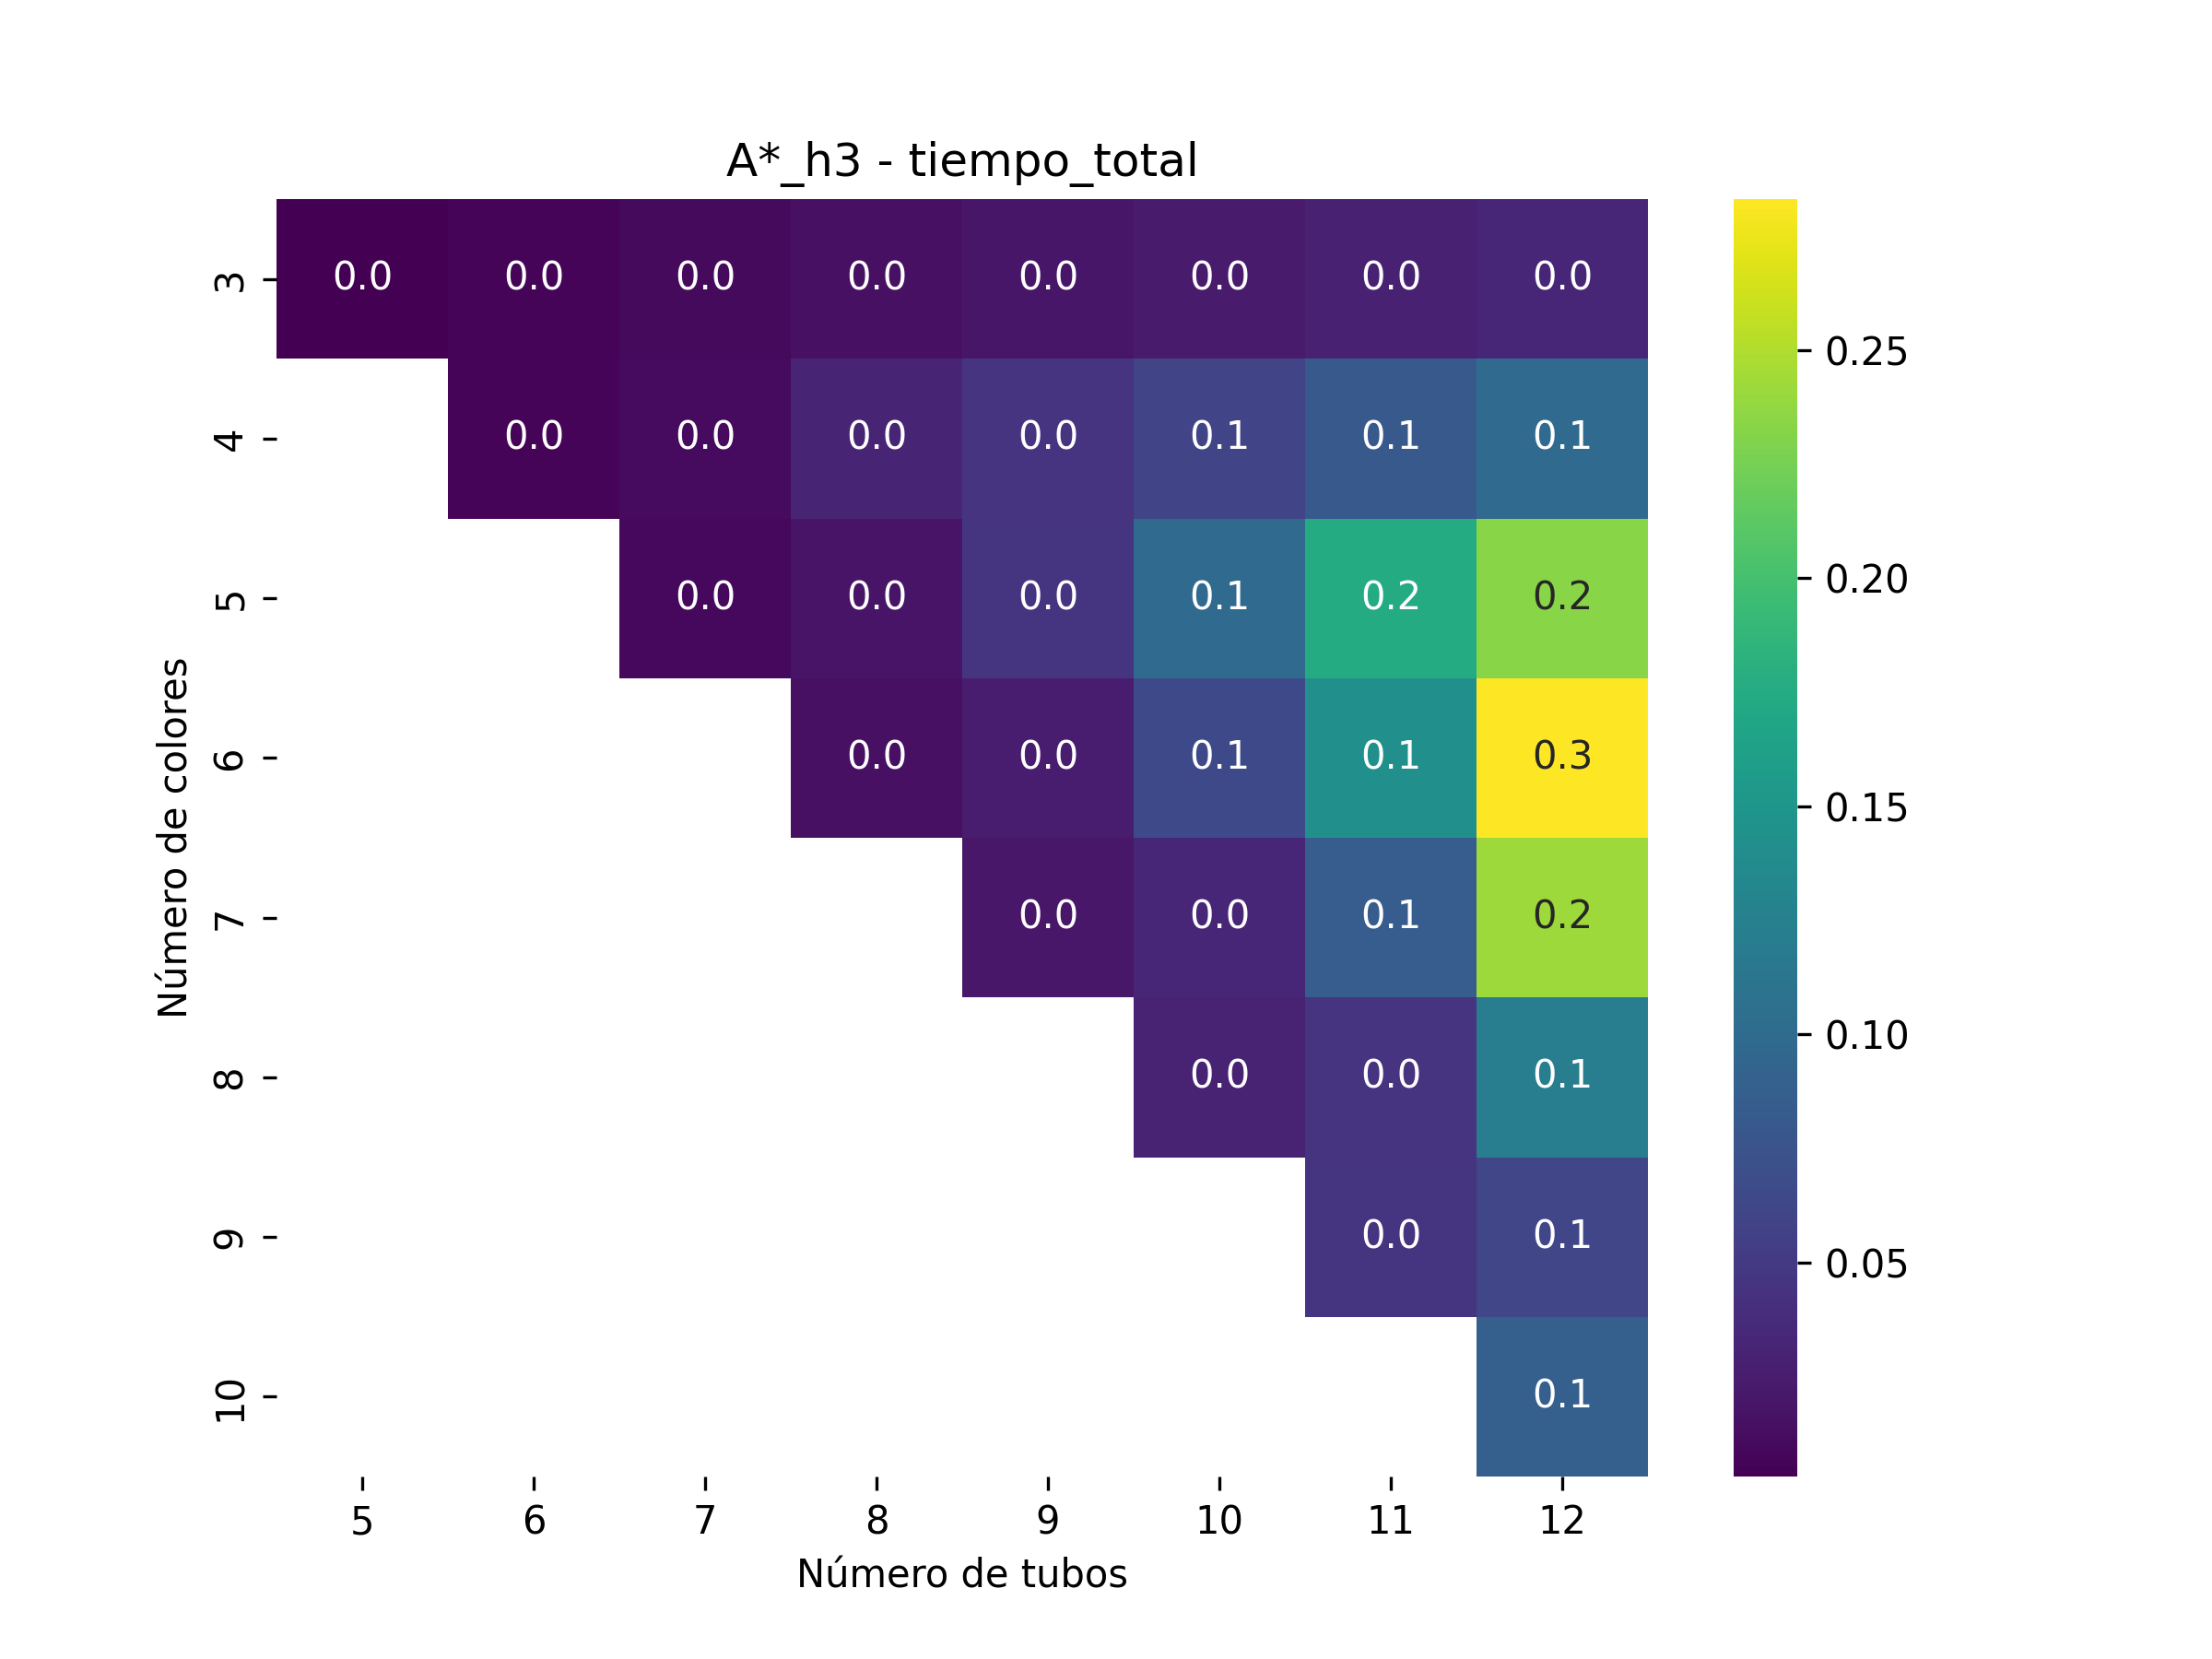 A*_h3 - tiempo_total
3 0.0 0.0 0.0 0.0 0.0 0.0 0.0 0.0
4 0.0 0.0 0.0 0.0 0.1 0.1 0.1
5 0.0 0.0 0.0 0.1 0.2 0.2
6 0.0 0.0 0.1 0.1 0.3
7 0.0 0.0 0.1 0.2
8 0.0 0.0 0.1
9 0.0 0.1
10 0.1
5 6 7 8 9 10 11 12
Número de tubos
Número de colores
0.25
0.20
0.15
0.10
0.05